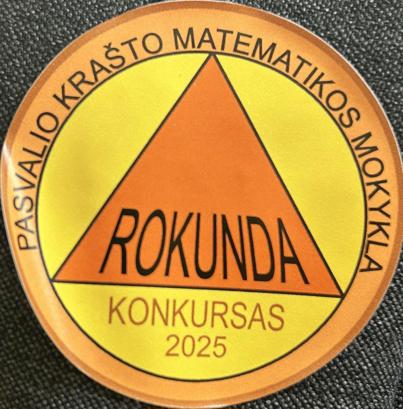 PASVALIO KRAŠTO MATEMATIKOS MOKYKLA
ROKUNDA
KONKURSAS
2025